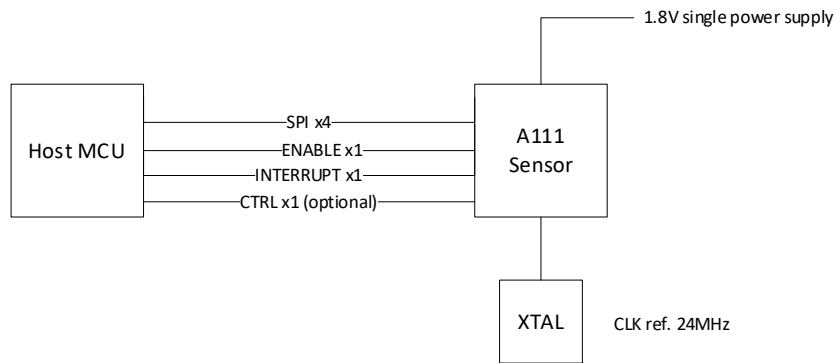 1.8V single power supply
Host MCU
SPI x4
ENABLE x1
INTERRUPT x1
CTRL x1 (optional)
A111
Sensor
XTAL
CLK ref. 24MHz